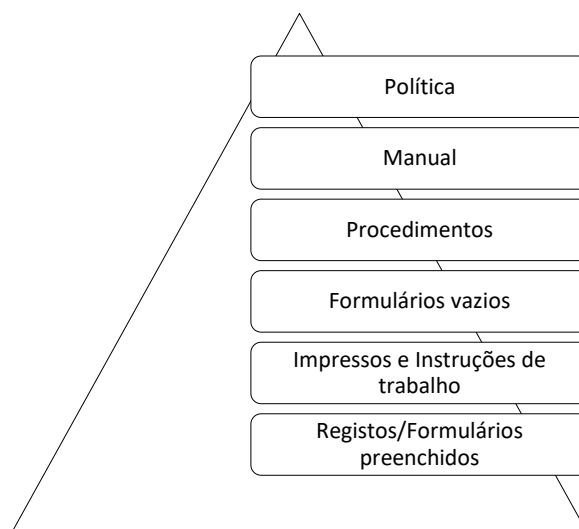 Política
Manual
Procedimentos
Formulários vazios
Impressos e Instruções de
trabalho
Registos/Formulários
preenchidos